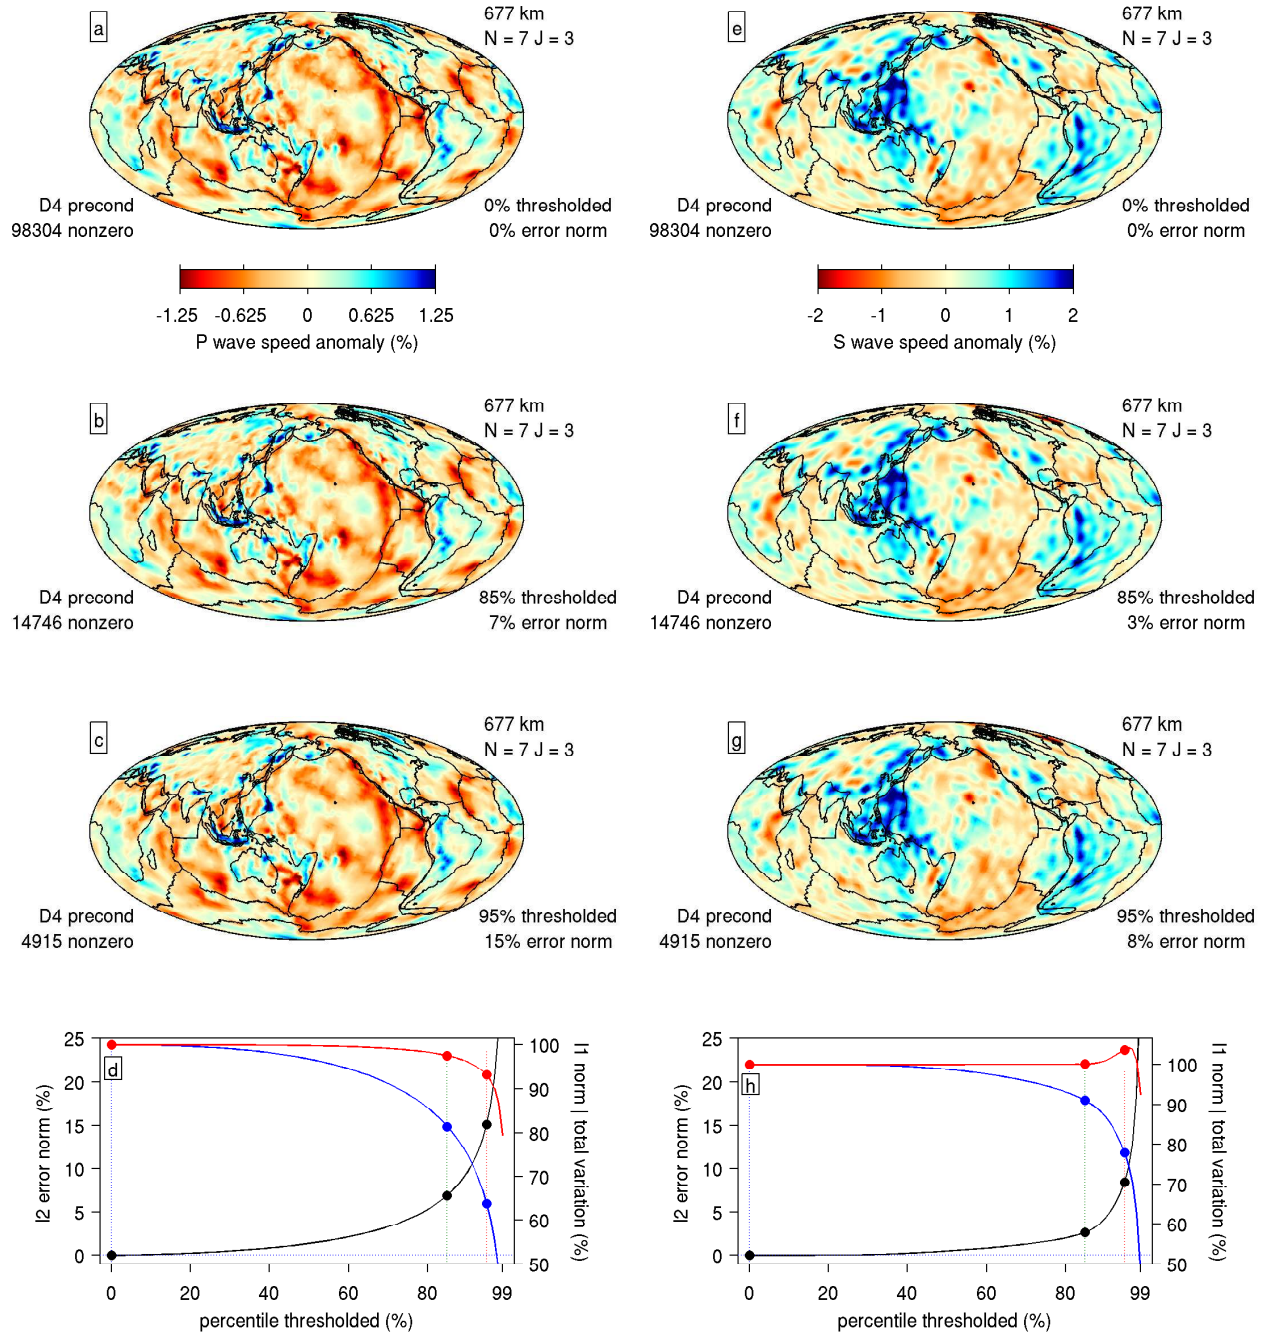 a
677 km
N = 7 J = 3
D4 precond
98304 nonzero
0% thresholded
0% error norm
-1.25 -0.625 0 0.625 1.25
P wave speed anomaly (%)
e
677 km
N = 7 J = 3
D4 precond
98304 nonzero
0% thresholded
0% error norm
-2 -1 0 1 2
S wave speed anomaly (%)
b
677 km
N = 7 J = 3
D4 precond
14746 nonzero
85% thresholded
7% error norm
f
677 km
N = 7 J = 3
D4 precond
14746 nonzero
85% thresholded
3% error norm
c
677 km
N = 7 J = 3
D4 precond
4915 nonzero
95% thresholded
15% error norm
g
677 km
N = 7 J = 3
D4 precond
4915 nonzero
95% thresholded
8% error norm
d
l2 error norm (%)
25
20
15
10
5
0
100
90
80
70
60
50
l1 norm | total variation (%)
0 20 40 60 80 99
percentile thresholded (%)
h
l2 error norm (%)
25
20
15
10
5
0
100
90
80
70
60
50
l1 norm | total variation (%)
0 20 40 60 80 99
percentile thresholded (%)